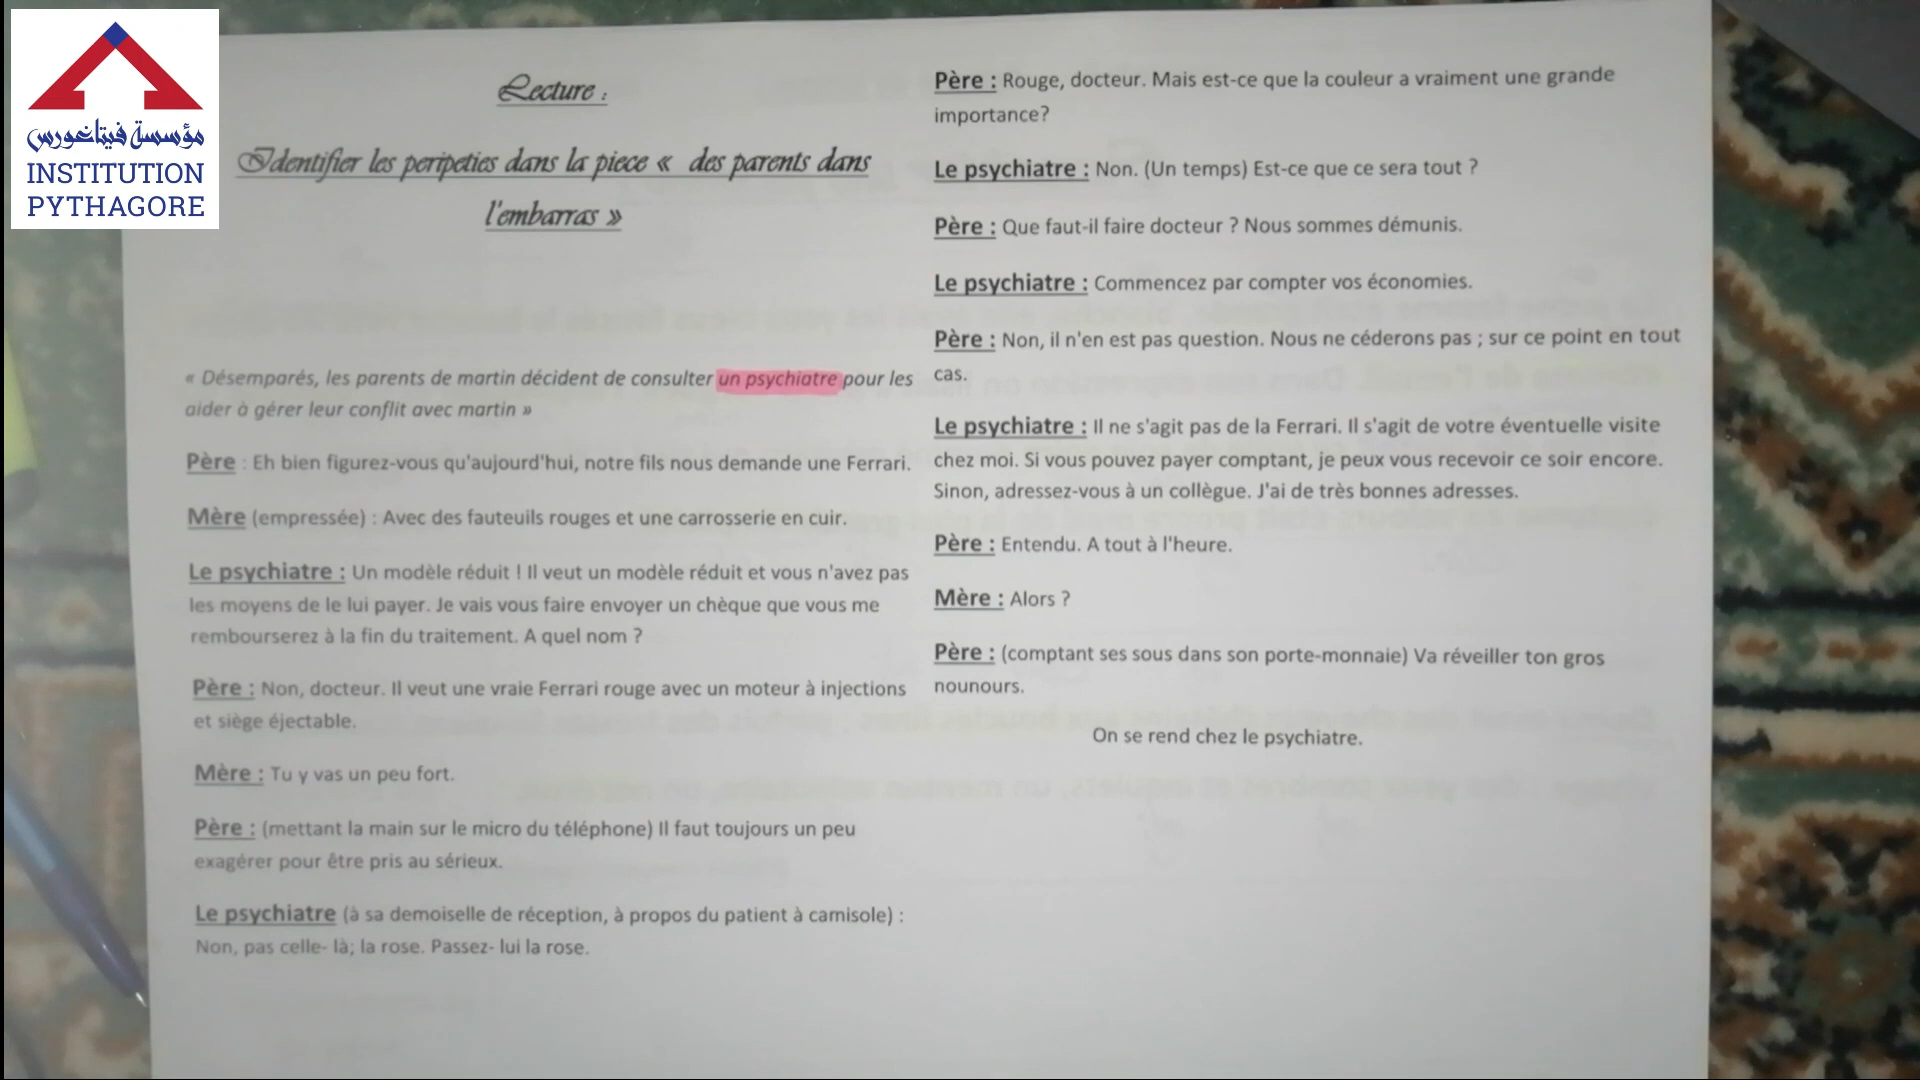 مؤسسة فيتاغورس
INSTITUTION
PYTHAGORE
Lecture :
Identifier les peripeties dans la piece « des parents dans
l'embarras »
« Désemparés, les parents de martin décident de consulter un psychiatre pour les
aider à gérer leur conflit avec martin »
Père : Eh bien figurez-vous qu'aujourd'hui, notre fils nous demande une Ferrari.
Mère (empressée) : Avec des fauteuils rouges et une carrosserie en cuir.
Le psychiatre : Un modèle réduit ! Il veut un modèle réduit et vous n'avez pas
les moyens de le lui payer. Je vais vous faire envoyer un chèque que vous me
rembourserez à la fin du traitement. A quel nom ?
Père : Non, docteur. Il veut une vraie Ferrari rouge avec un moteur à injections
et siège éjectable.
Mère : Tu y vas un peu fort.
Père : (mettant la main sur le micro du téléphone) Il faut toujours un peu
exagérer pour être pris au sérieux.
Le psychiatre (à sa demoiselle de réception, à propos du patient à camisole) :
Non, pas celle- là; la rose. Passez- lui la rose.
Père : Rouge, docteur. Mais est-ce que la couleur a vraiment une grande
importance?
Le psychiatre : Non. (Un temps) Est-ce que ce sera tout ?
Père : Que faut-il faire docteur ? Nous sommes démunis.
Le psychiatre : Commencez par compter vos économies.
Père : Non, il n'en est pas question. Nous ne céderons pas ; sur ce point en tout
cas.
Le psychiatre : Il ne s'agit pas de la Ferrari. Il s'agit de votre éventuelle visite
chez moi. Si vous pouvez payer comptant, je peux vous recevoir ce soir encore.
Sinon, adressez-vous à un collègue. J'ai de très bonnes adresses.
Père : Entendu. A tout à l'heure.
Mère : Alors ?
Père : (comptant ses sous dans son porte-monnaie) Va réveiller ton gros
nounours.
On se rend chez le psychiatre.